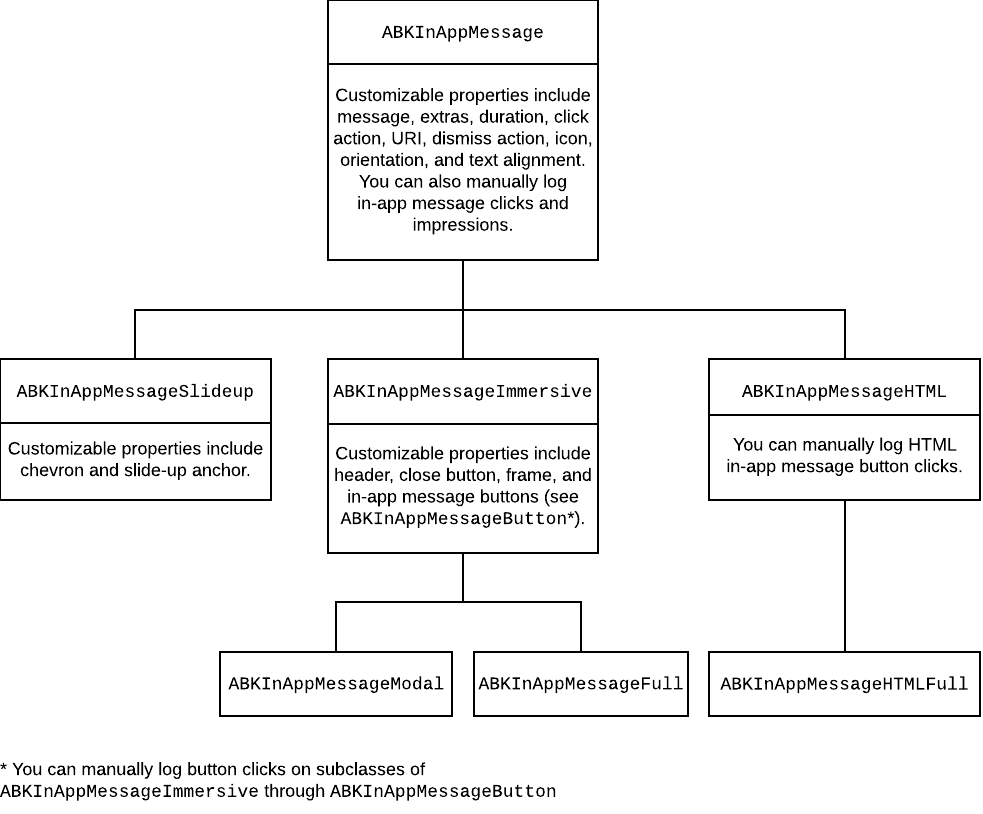 ABKInAppMessage
Customizable properties include
message, extras, duration, click
action, URI, dismiss action, icon,
orientation, and text alignment.
You can also manually log
in-app message clicks and
impressions.
ABKInAppMessageSlideup
Customizable properties include
chevron and slide-up anchor.
ABKInAppMessageImmersive
Customizable properties include
header, close button, frame, and
in-app message buttons (see
ABKInAppMessageButton*).
ABKInAppMessageHTML
You can manually log HTML
in-app message button clicks.
ABKInAppMessageModal
ABKInAppMessageFull
ABKInAppMessageHTMLFull
* You can manually log button clicks on subclasses of
ABKInAppMessageImmersive through ABKInAppMessageButton